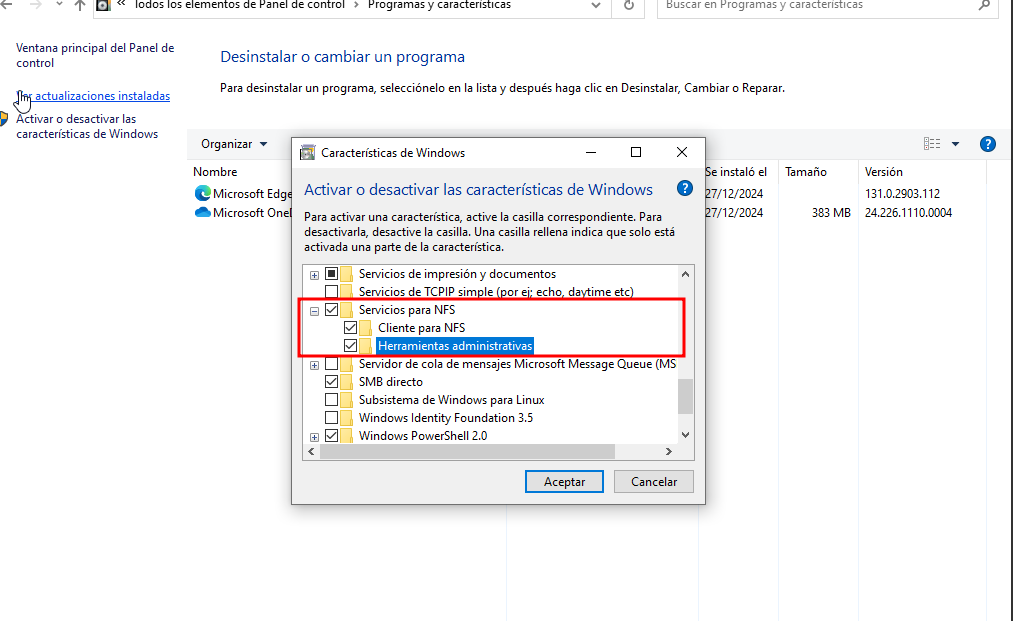 Todos los elementos de Panel de control > Programas y características
Buscar en Programas y características
Ventana principal del Panel de
control
Ver actualizaciones instaladas
Activar o desactivar las
características de Windows
Desinstalar o cambiar un programa
Para desinstalar un programa, selecciónelo en la lista y después haga clic en Desinstalar, Cambiar o Reparar.
Organizar
Nombre
Se instaló el
Tamaño
Versión
Microsoft Edge
27/12/2024
131.0.2903.112
Microsoft OneD
27/12/2024
383 MB
24.226.1110.0004
Características de Windows
Activar o desactivar las características de Windows
Para activar una característica, active la casilla correspondiente. Para
desactivarla, desactive la casilla. Una casilla rellena indica que solo está
activada una parte de la característica.
Servicios de impresión y documentos
Servicios de TCPIP simple (por ej; echo, daytime etc)
Servicios para NFS
Cliente para NFS
Herramientas administrativas
Servidor de cola de mensajes Microsoft Message Queue (MS
SMB directo
Subsistema de Windows para Linux
Windows Identity Foundation 3.5
Windows PowerShell 2.0
Aceptar
Cancelar